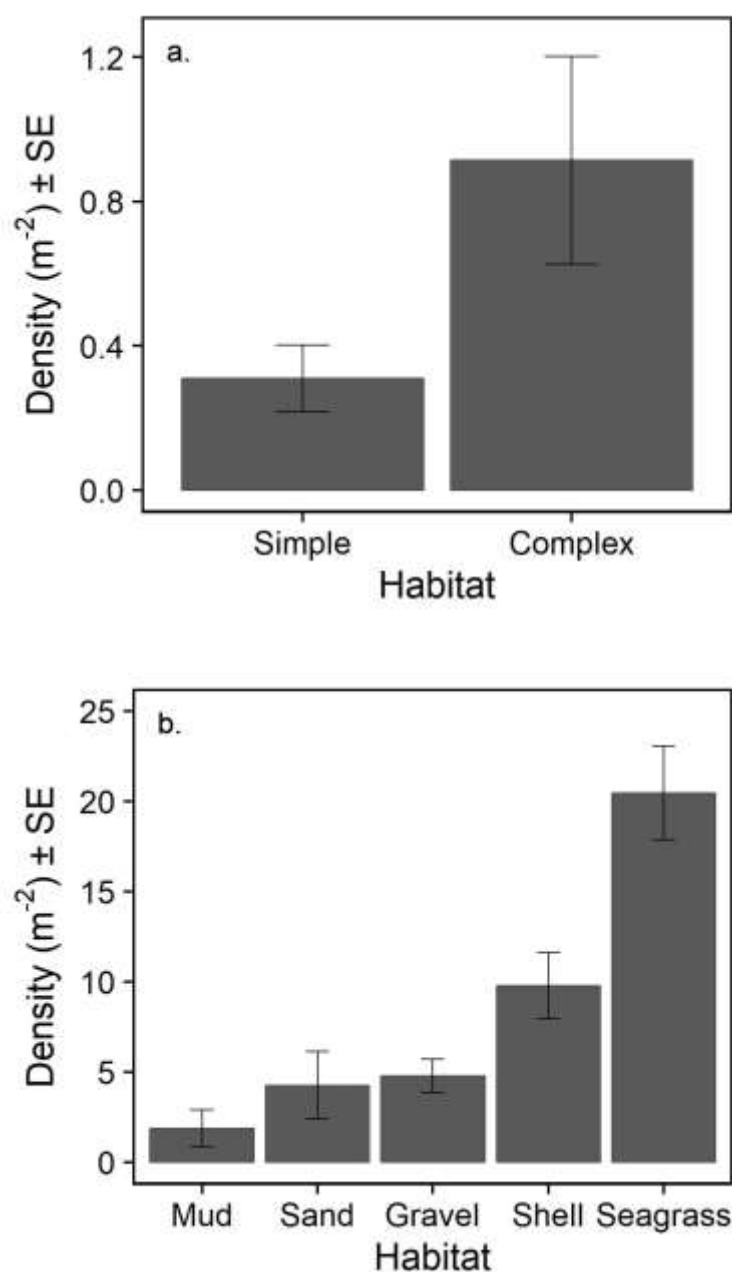 a.
1.2
0.8
0.4
0.0
Density (m⁻²) ± SE
Simple Complex
Habitat
b.
25
20
15
10
5
0
Density (m⁻²) ± SE
Mud Sand Gravel Shell Seagrass
Habitat